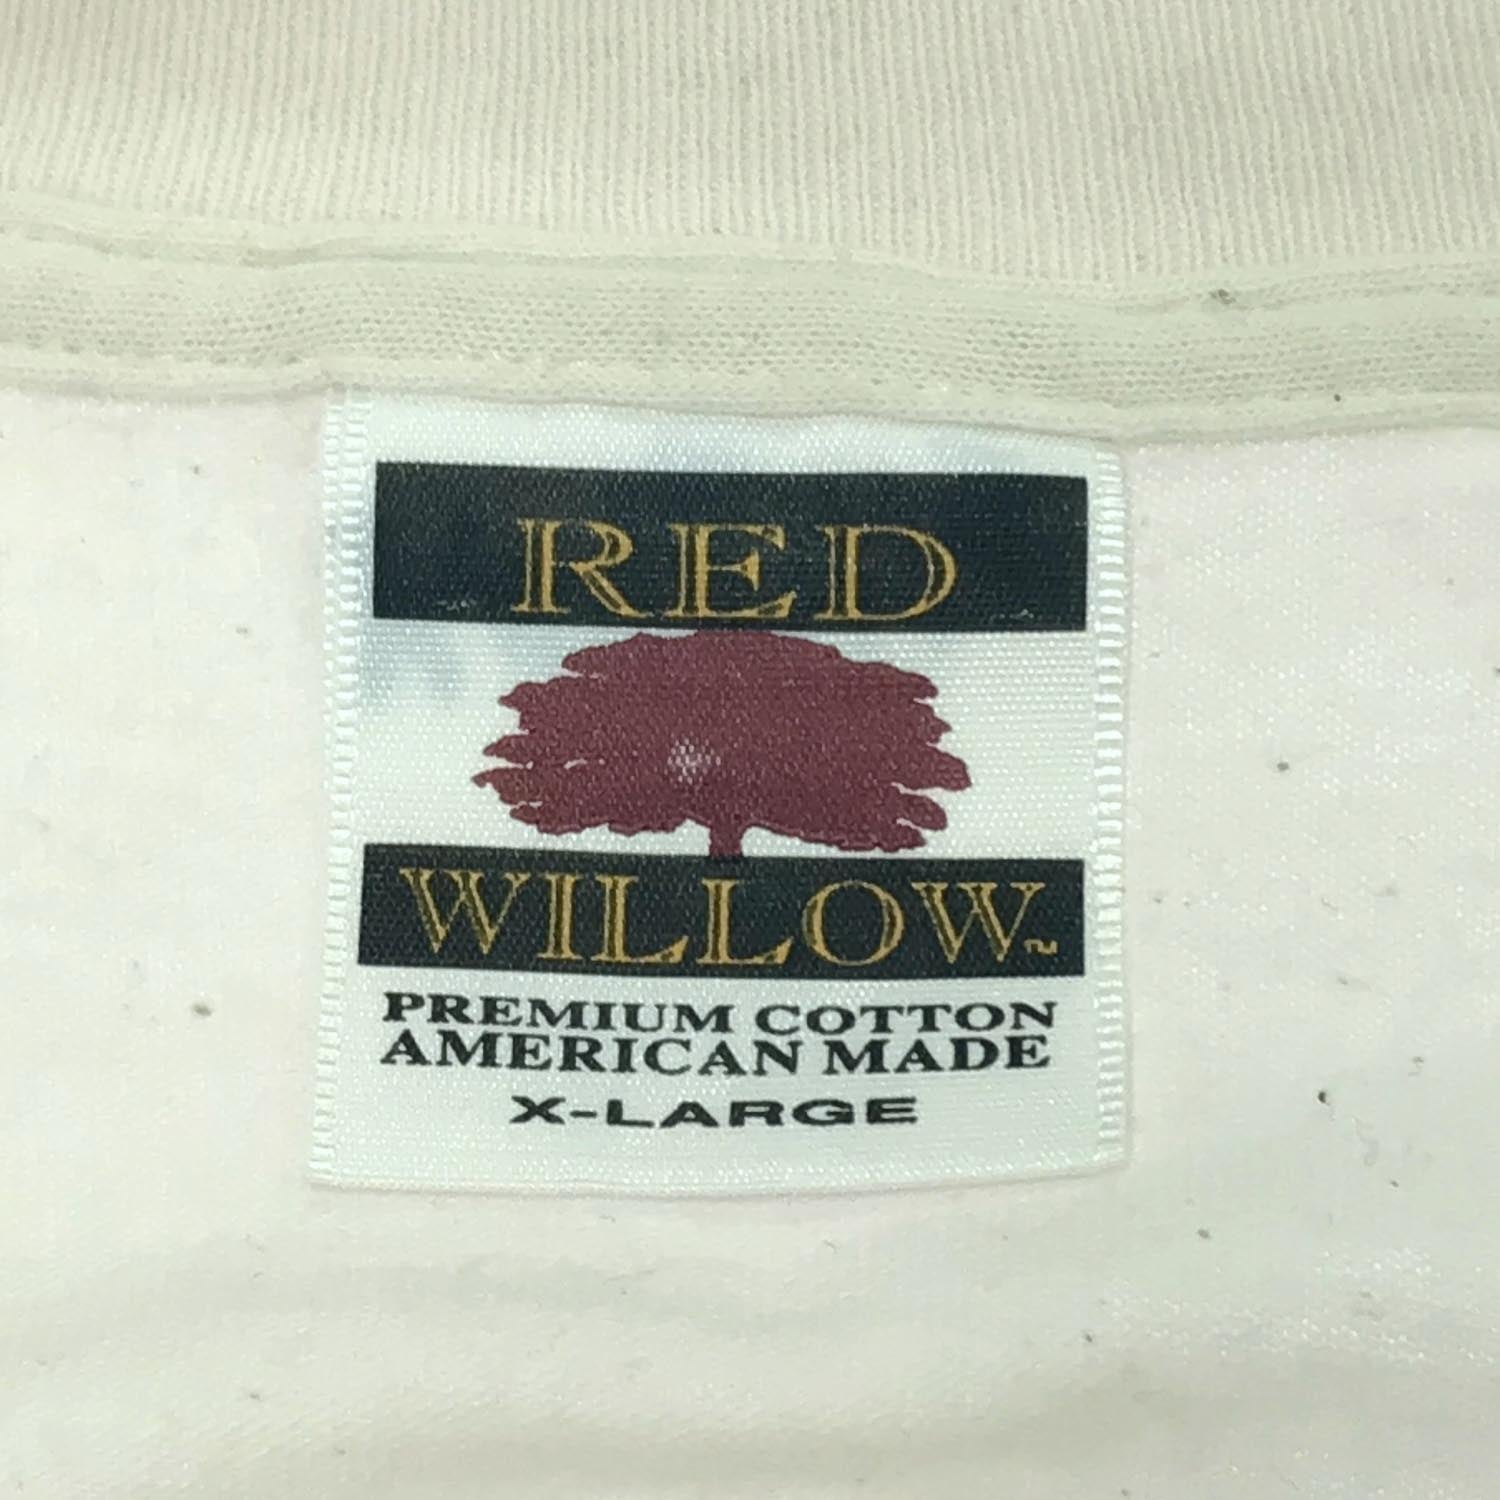 RED
WILLOW™
PREMIUM COTTON
AMERICAN MADE
X-LARGE